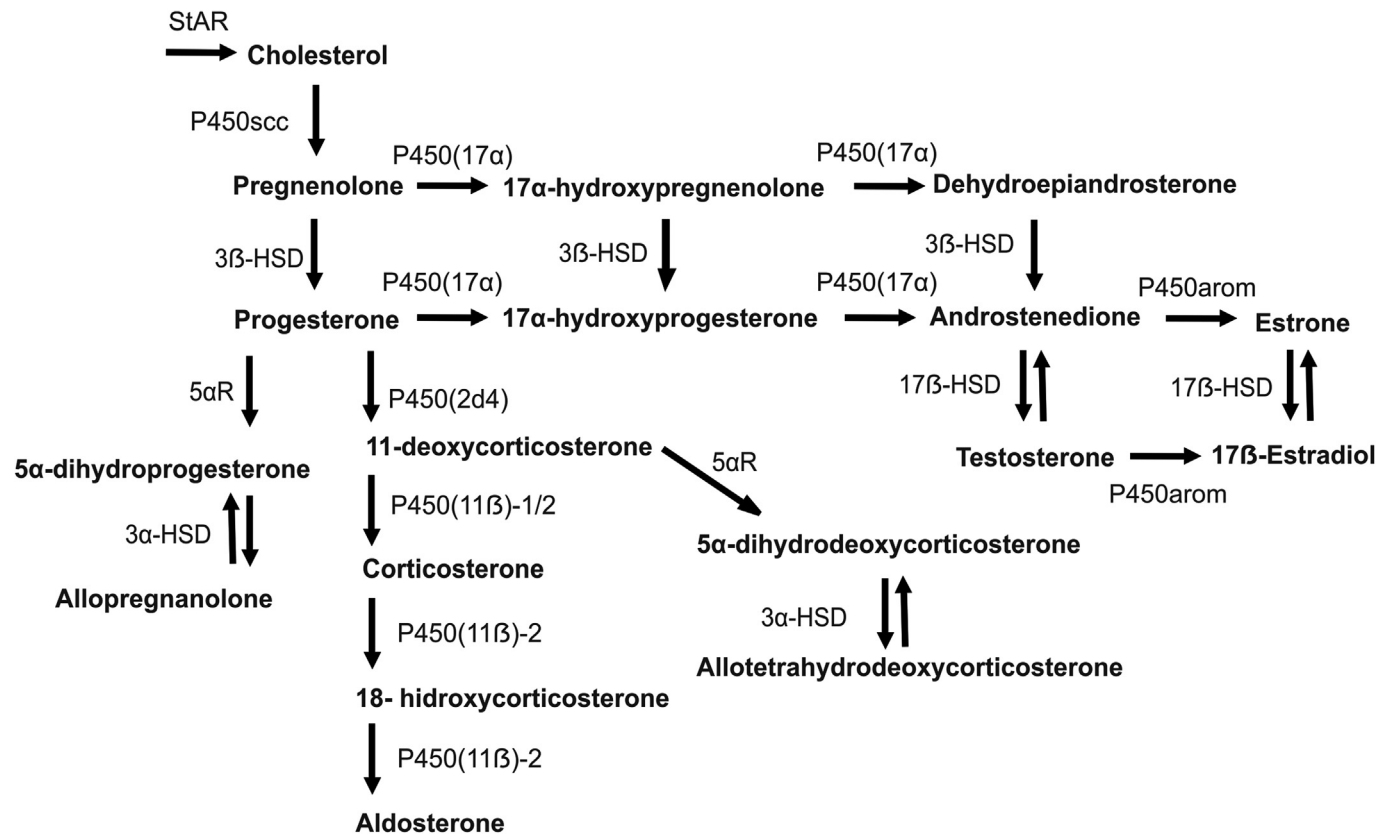 StAR
Cholesterol
P450scc
P450(17α)
P450(17α)
Pregnenolone
17α-hydroxypregnenolone
Dehydroepiandrosterone
3ß-HSD
3ß-HSD
3ß-HSD
P450(17α)
P450(17α)
P450arom
Progesterone
17α-hydroxyprogesterone
Androstenedione
Estrone
5αR
P450(2d4)
17ß-HSD
17ß-HSD
11-deoxycorticosterone
5αR
Testosterone
17ß-Estradiol
5α-dihydroprogesterone
P450arom
P450(11ß)-1/2
3α-HSD
5α-dihydrodeoxycorticosterone
Corticosterone
Allopregnanolone
3α-HSD
P450(11ß)-2
Allotetrahydrodeoxycorticosterone
18- hidroxycorticosterone
P450(11ß)-2
Aldosterone